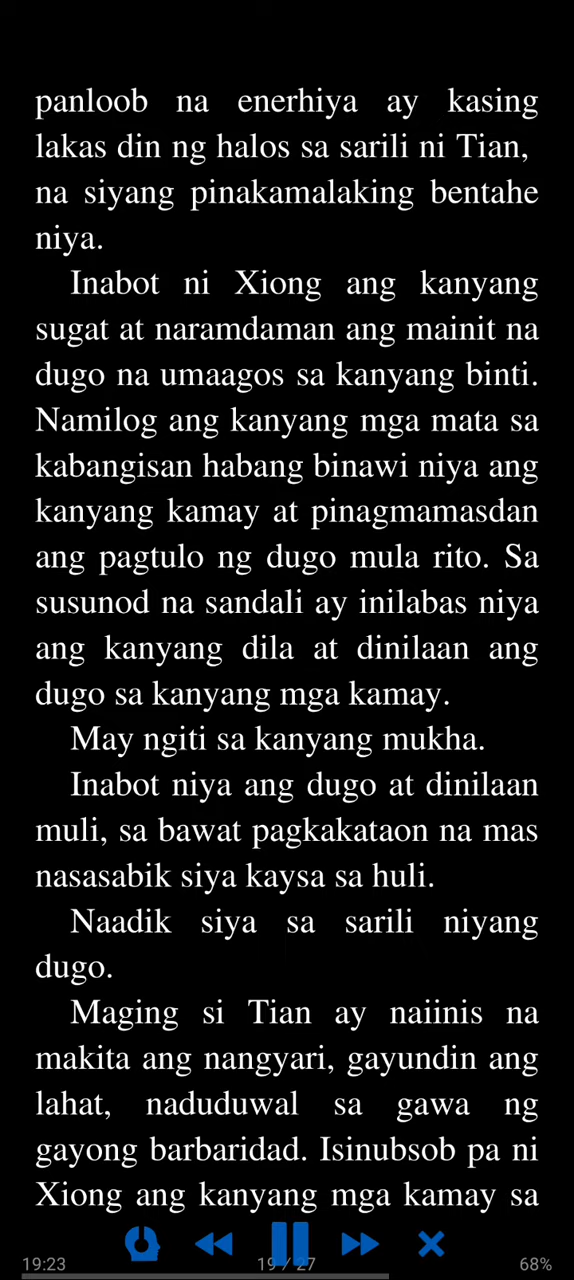 panloob na enerhiya ay kasing
lakas din ng halos sa sarili ni Tian,
na siyang pinakamalaking bentahe
niya.
Inabot ni Xiong ang kanyang
sugat at naramdaman ang mainit na
dugo na umaagos sa kanyang binti.
Namilog ang kanyang mga mata sa
kabangisan habang binawi niya ang
kanyang kamay at pinagmamasdan
ang pagtulo ng dugo mula rito. Sa
susunod na sandali ay inilabas niya
ang kanyang dila at dinilaan ang
dugo sa kanyang mga kamay.
May ngiti sa kanyang mukha.
Inabot niya ang dugo at dinilaan
muli, sa bawat pagkakataon na mas
nasasabik siya kaysa sa huli.
Naadik siya sa sarili niyang
dugo.
Maging si Tian ay naiinis na
makita ang nangyari, gayundin ang
lahat, naduduwal sa gawa ng
gayong barbaridad. Isinubsob pa ni
Xiong ang kanyang mga kamay sa
19:23 19 / 27 68%